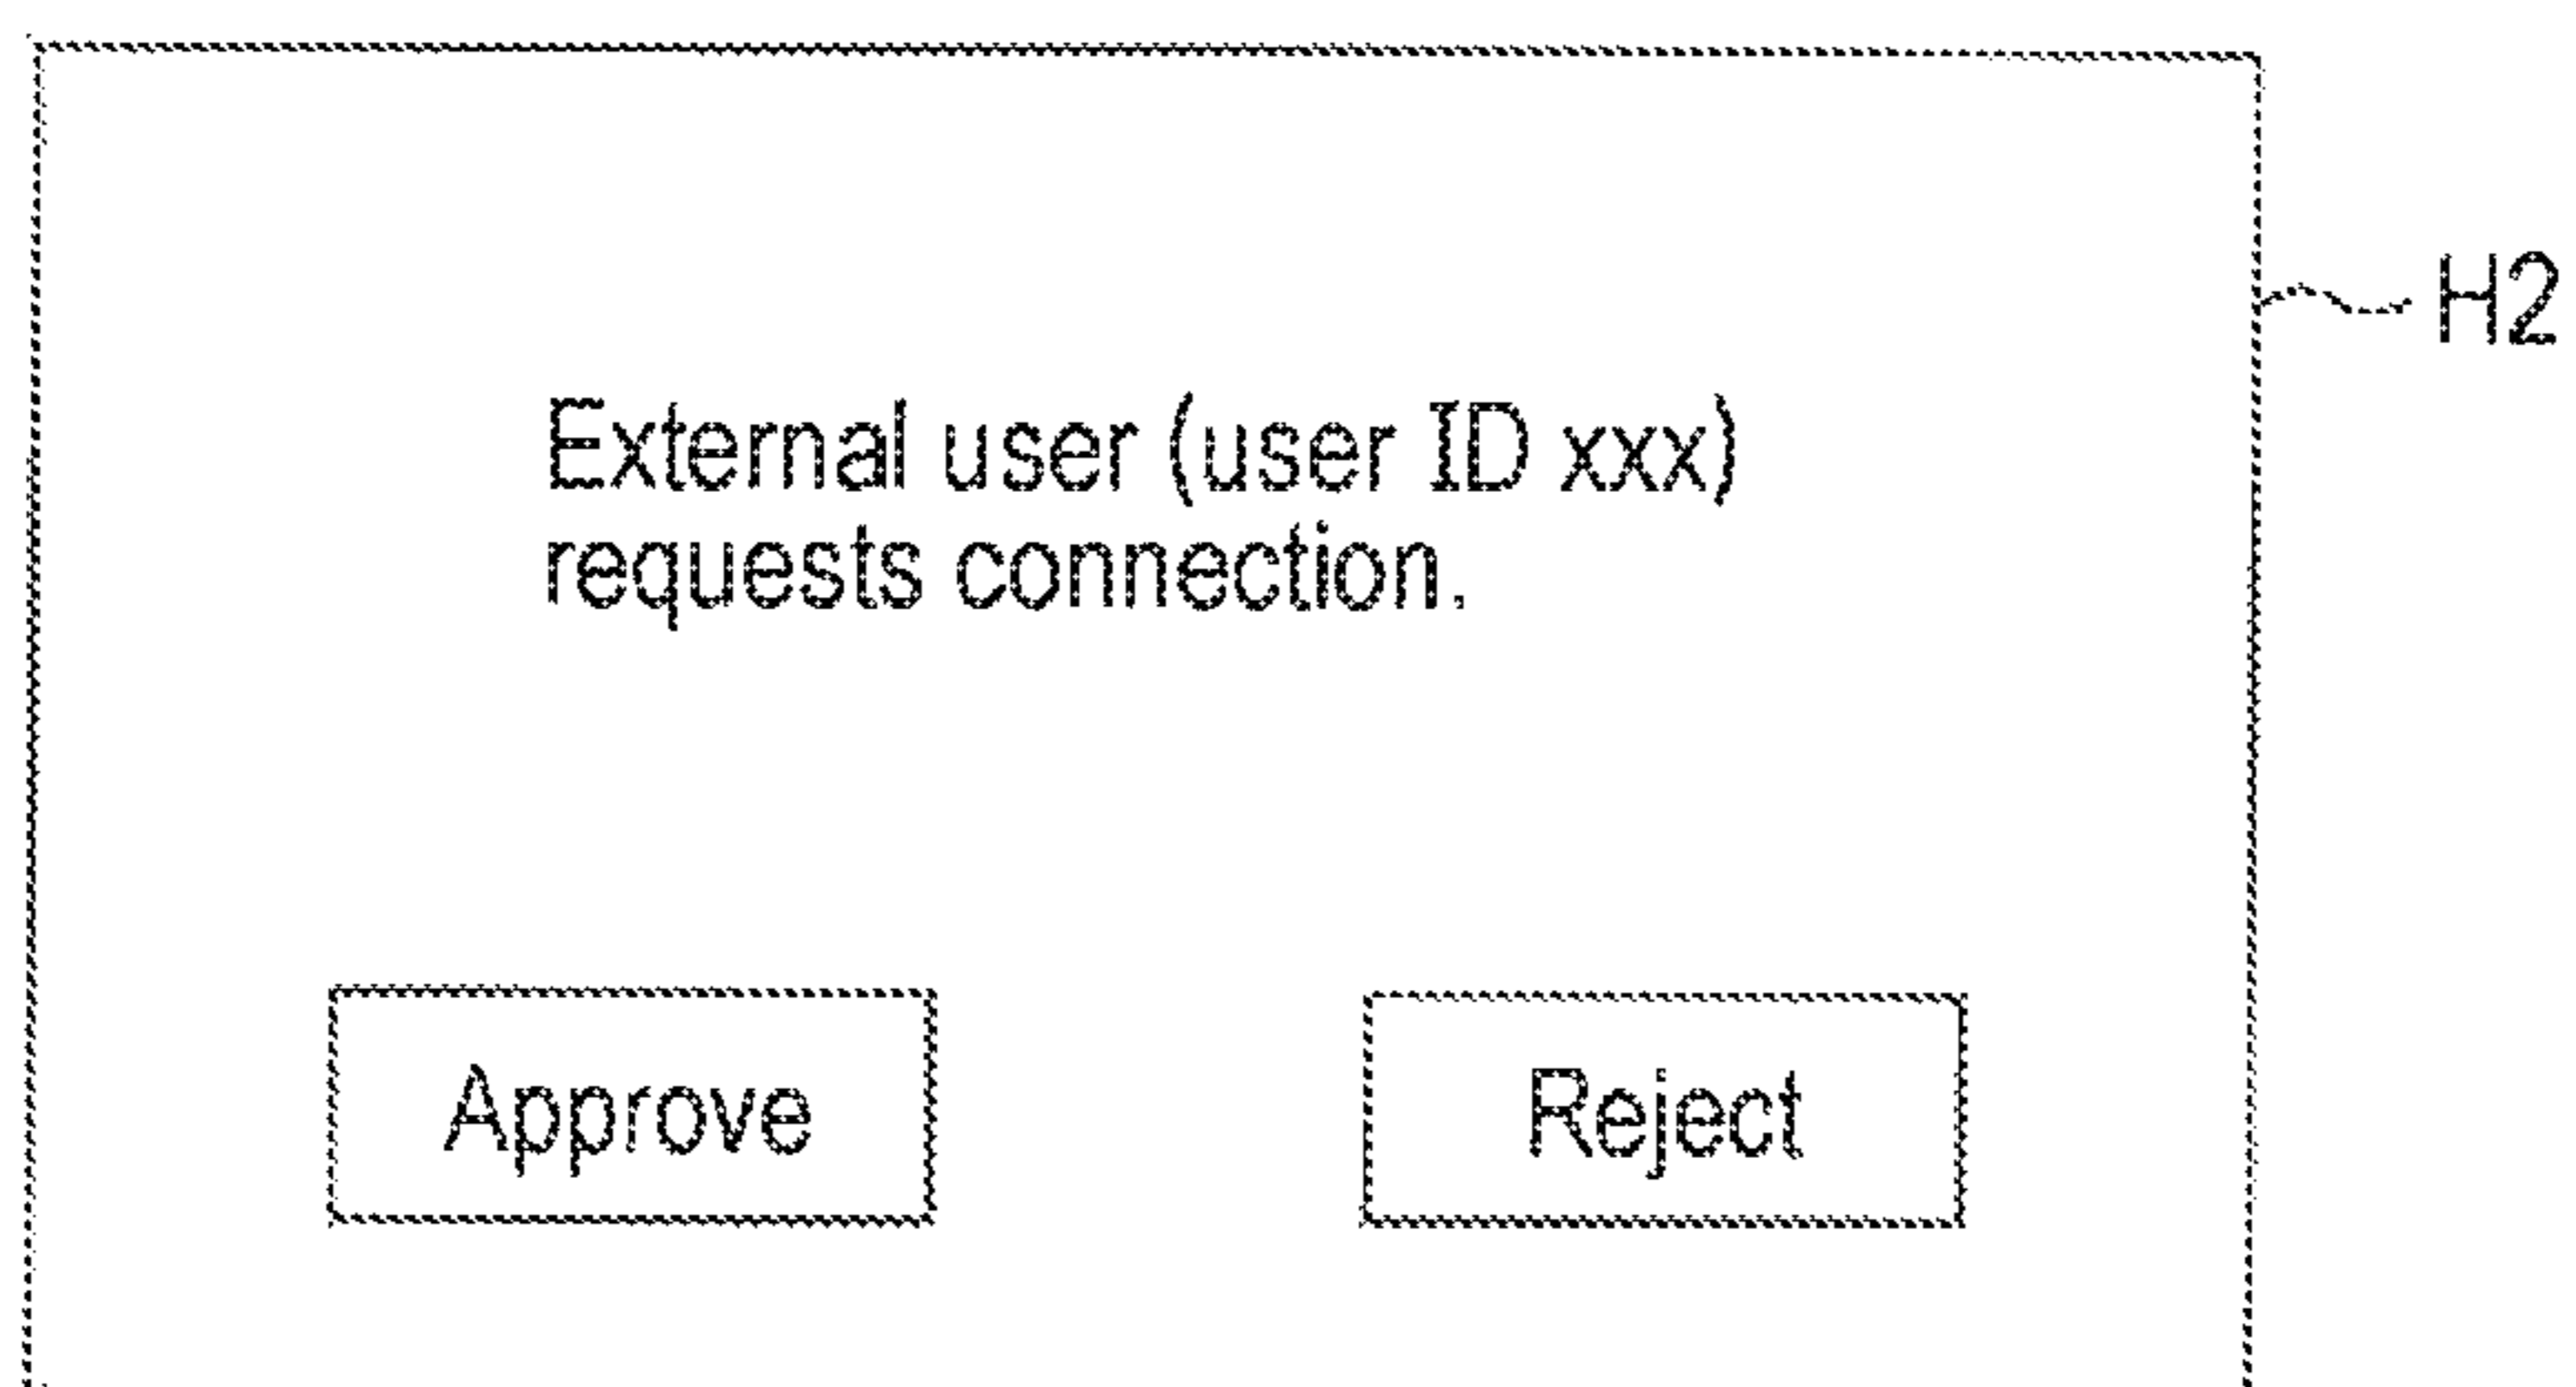 H2
External user (user ID xxx)
requests connection.
Approve
Reject